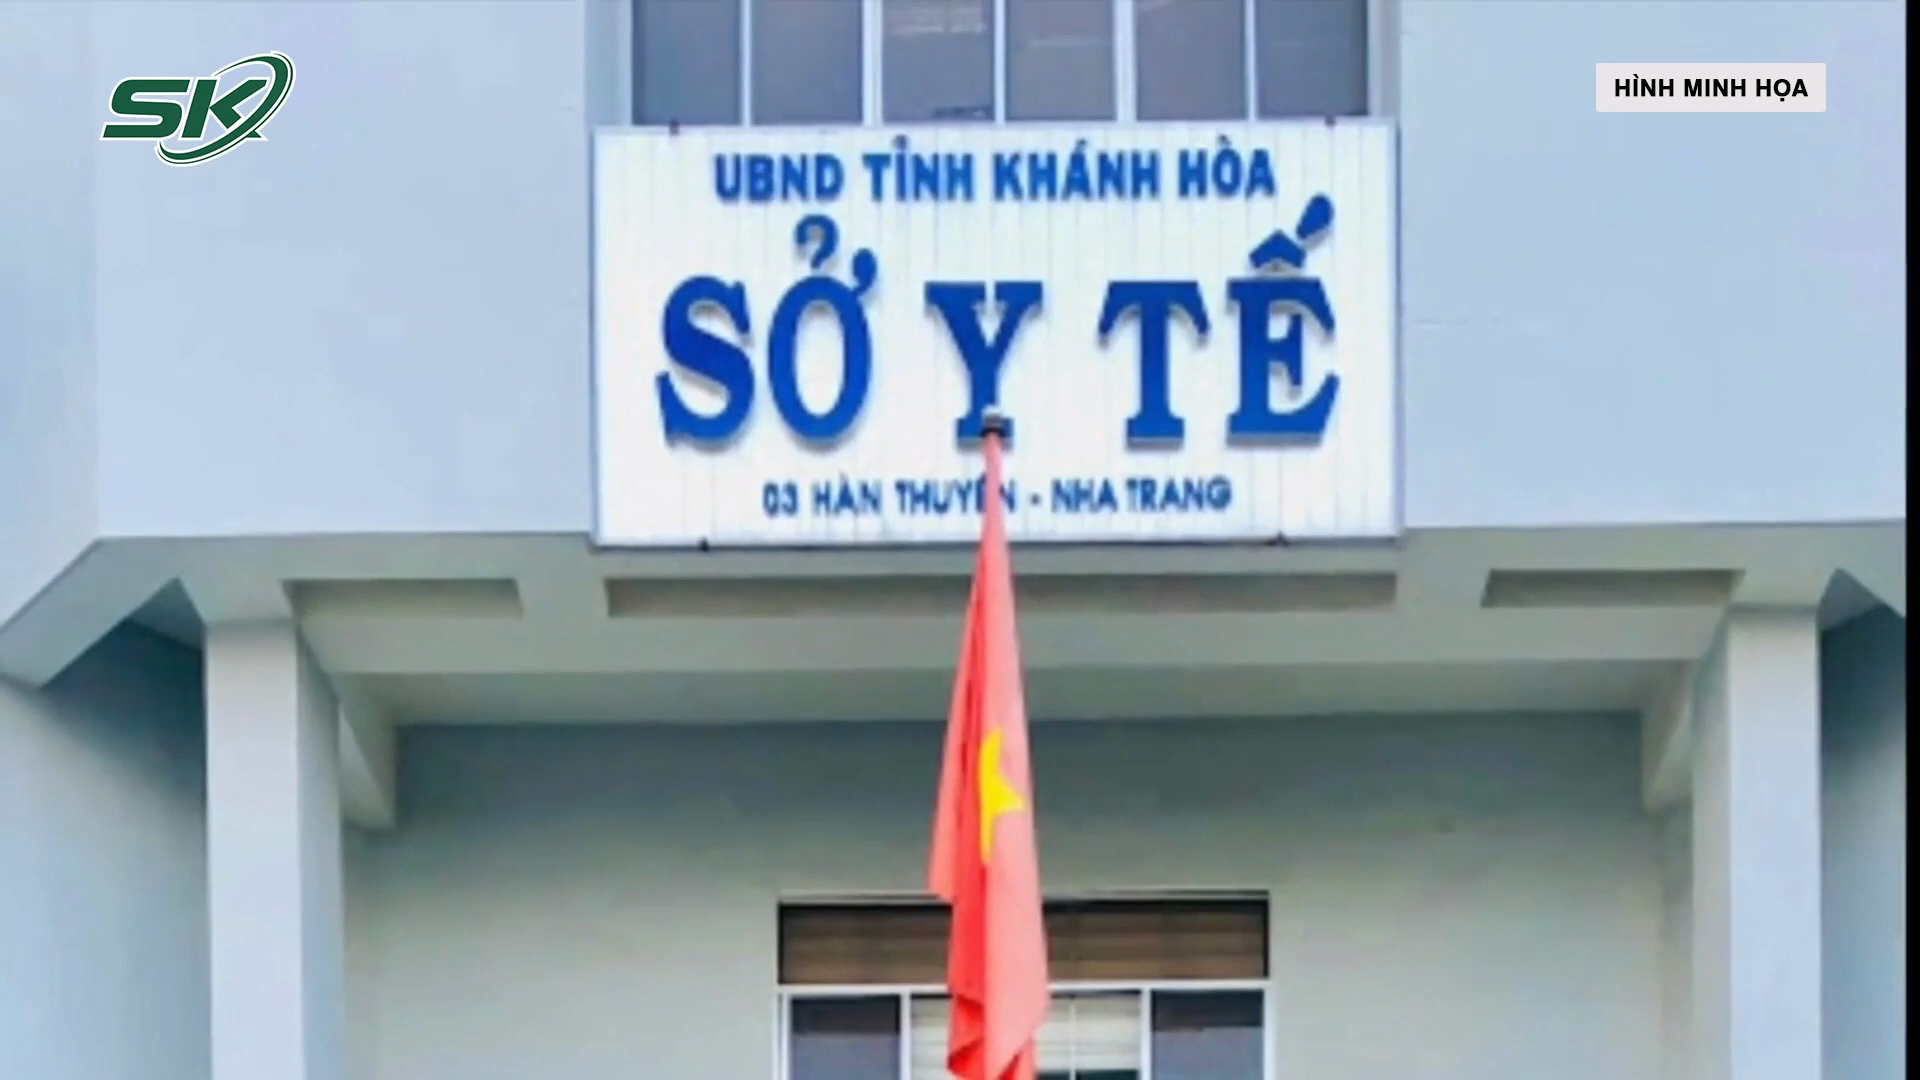 SK
HÌNH MINH HỌA
UBND TỈNH KHÁNH HÒA
SỞ Y TẾ
03 HÀN THUYÊN - NHA TRANG